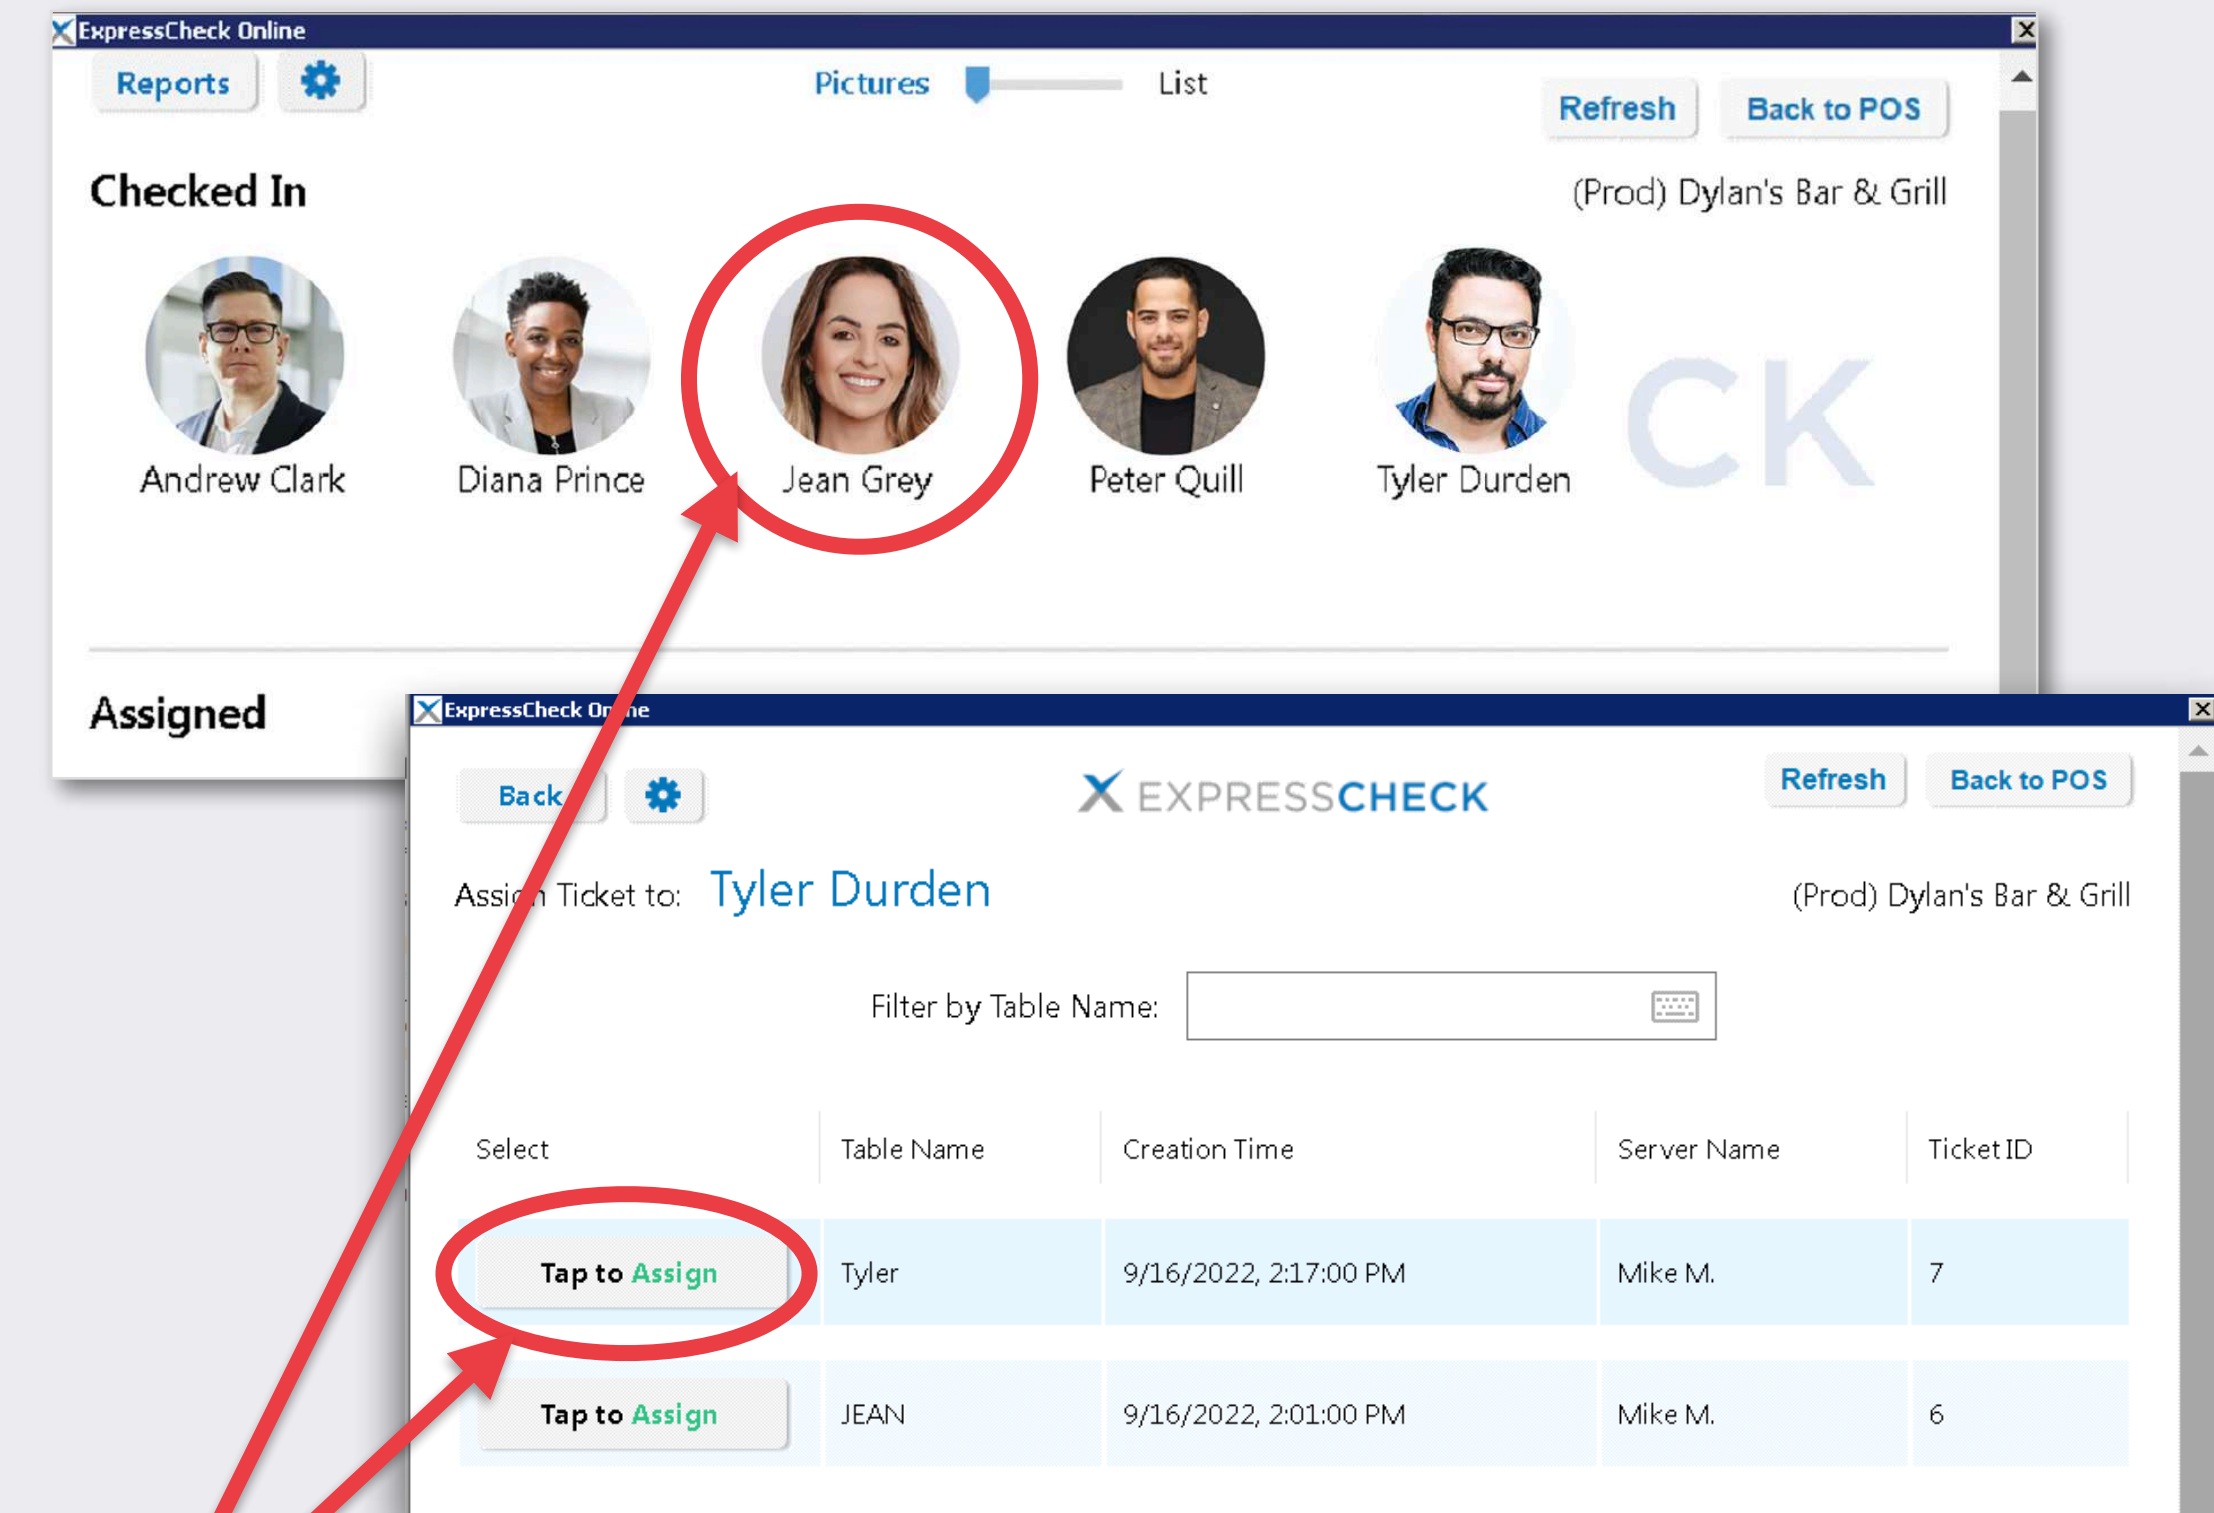 ExpressCheck Online
Reports
Pictures List
Refresh Back to POS
Checked In
(Prod) Dylan's Bar & Grill
CK
Andrew Clark Diana Prince Jean Grey Peter Quill Tyler Durden
Assigned
ExpressCheck Online
Back
EXPRESSCHECK
Refresh Back to POS
Assign Ticket to: Tyler Durden
(Prod) Dylan's Bar & Grill
Filter by Table Name:
Select Table Name Creation Time Server Name Ticket ID
Tap to Assign Tyler 9/16/2022, 2:17:00 PM Mike M. 7
Tap to Assign JEAN 9/16/2022, 2:01:00 PM Mike M. 6